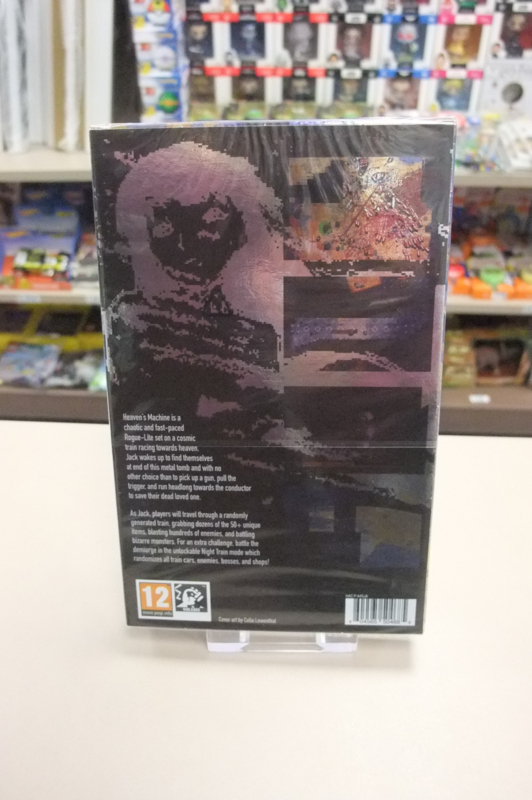 Heaven's Machine is a
chaotic and fast-paced
Rogue-Lite set on a cosmic
train racing towards heaven.
Jack wakes up to find themselves
at end of this metal tomb and with no
other choice than to pick up a gun, pull the
trigger, and run headlong towards the conductor
to save their dead loved one.
As Jack, players will travel through a randomly
generated train, grabbing dozens of the 50+ unique
items, blasting hundreds of enemies, and battling
bizarre monsters. For an extra challenge, battle the
demiurge in the unlockable Night Train mode which
randomizes all train cars, enemies, bosses, and shops!
12
www.pegi.info
Cover art by Celia Lowenthal